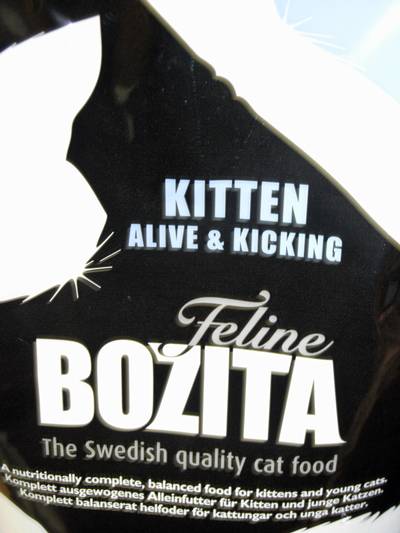 KITTEN
ALIVE & KICKING
Feline
BOZITA
The Swedish quality cat food
A nutritionally complete, balanced food for kittens and young cats.
Komplett ausgewogenes Alleinfutter für Kitten und junge Katzen.
Komplett balanserat helfoder för kattungar och unga katter.